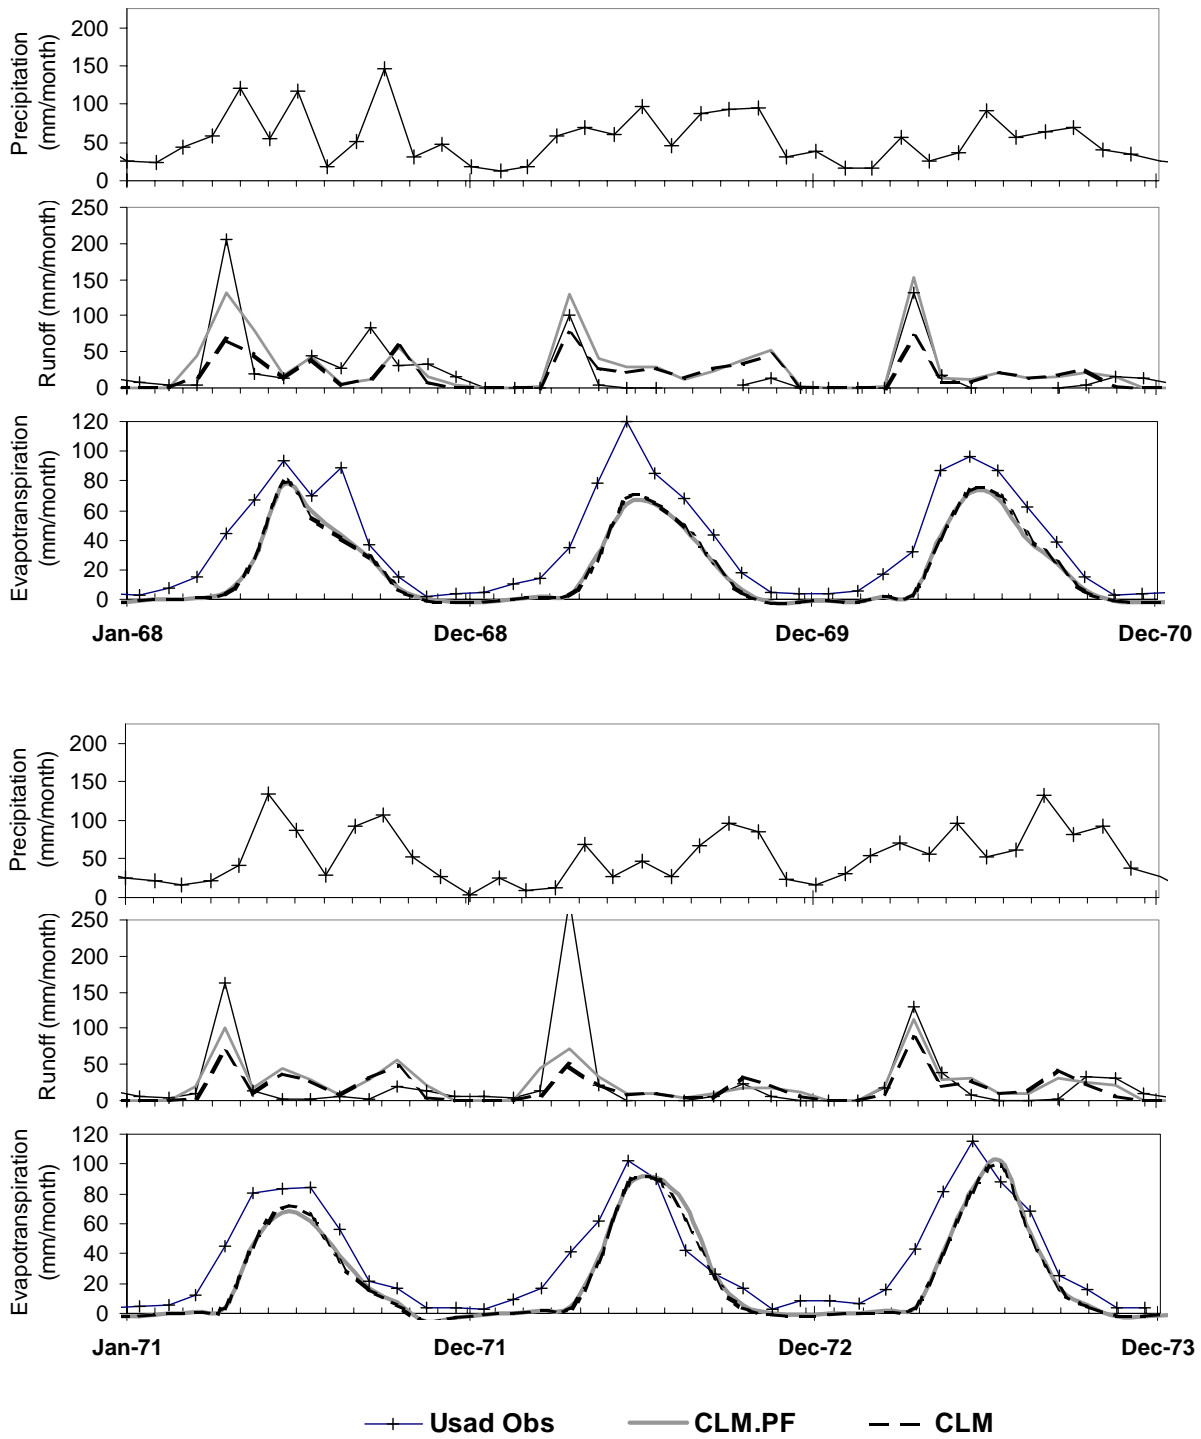 Precipitation
(mm/month)
200
150
100
50
0
Runoff (mm/month)
250
200
150
100
50
0
Evapotranspiration
(mm/month)
120
100
80
60
40
20
0
Jan-68 Dec-68 Dec-69 Dec-70
Precipitation
(mm/month)
200
150
100
50
0
Runoff (mm/month)
250
200
150
100
50
0
Evapotranspiration
(mm/month)
120
100
80
60
40
20
0
Jan-71 Dec-71 Dec-72 Dec-73
Usad Obs CLM.PF CLM